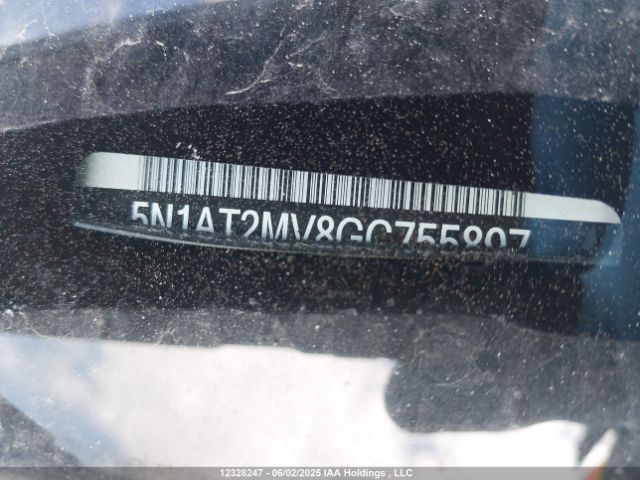 5N1AT2MV8GC755807
12328247 - 06/02/2025 IAA Holdings , LLC